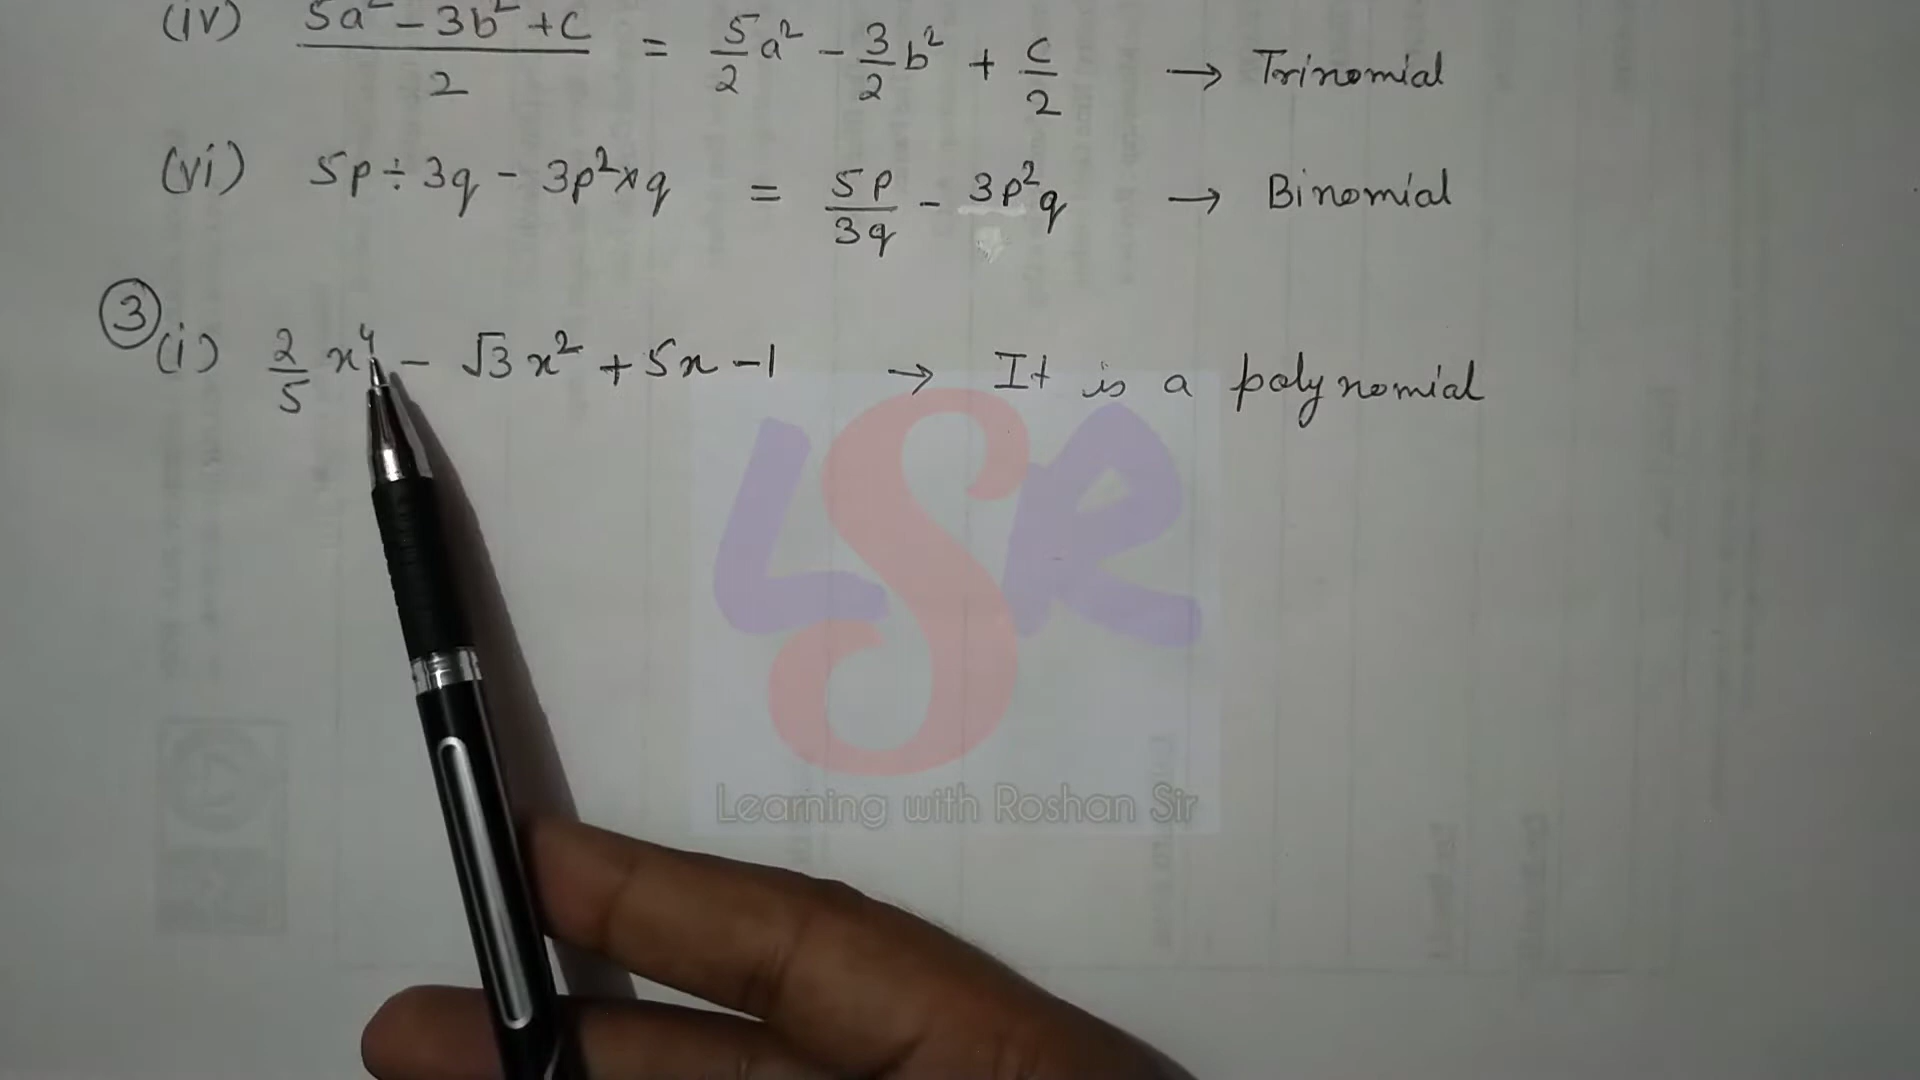 (iv) 5a² - 3b² + c / 2 = 5/2 a² - 3/2 b² + c/2 → Trinomial
(vi) 5p ÷ 3q - 3p² × q = 5p/3q - 3p²q → Binomial
③ (i) 2/5 x⁴ - √3 x² + 5x - 1 → It is a polynomial
LSR
Learning with Roshan Sir